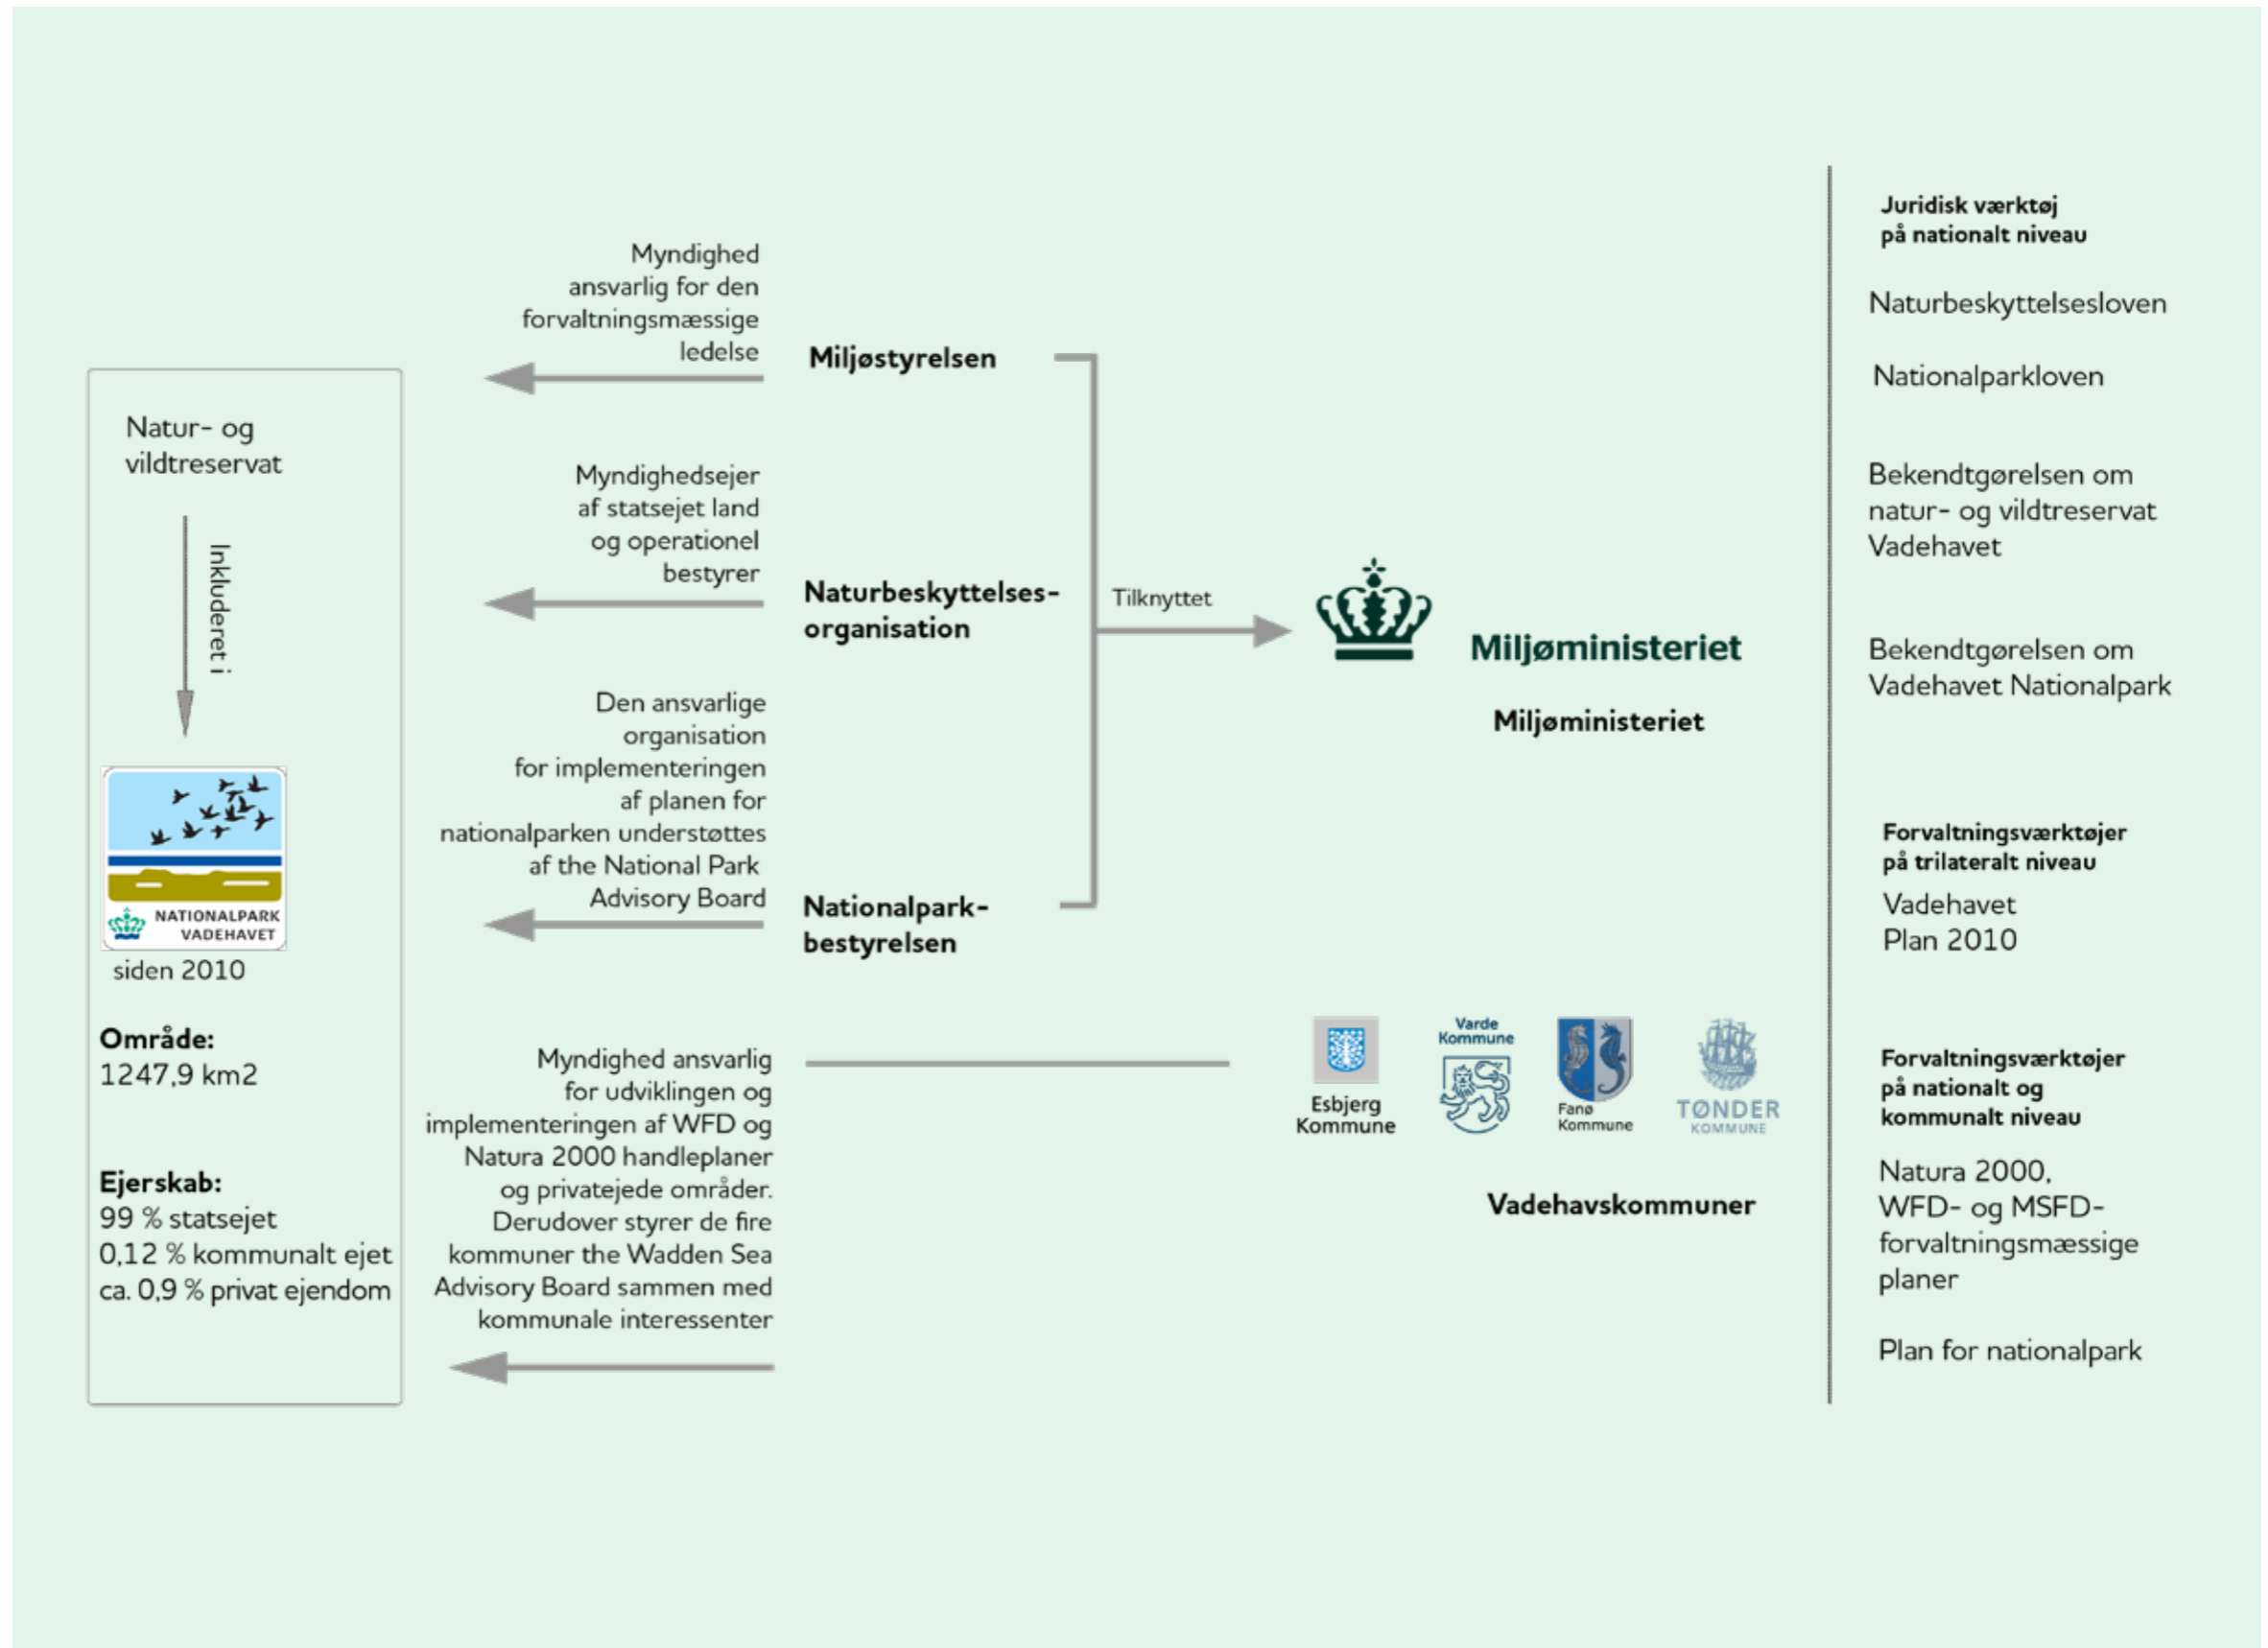 Natur- og
vildtreservat
Inkluderet i
NATIONALPARK
VADEHAVET
siden 2010
Område:
1247,9 km2
Ejerskab:
99 % statsejet
0,12 % kommunalt ejet
ca. 0,9 % privat ejendom
Myndighed
ansvarlig for den
forvaltningsmæssige
ledelse
Miljøstyrelsen
Myndighedsejer
af statsejet land
og operationel
bestyrer
Naturbeskyttelses-
organisation
Den ansvarlige
organisation
for implementeringen
af planen for
nationalparken understøttes
af the National Park
Advisory Board
Nationalpark-
bestyrelsen
Myndighed ansvarlig
for udviklingen og
implementeringen af WFD og
Natura 2000 handleplaner
og privatejede områder.
Derudover styrer de fire
kommuner the Wadden Sea
Advisory Board sammen med
kommunale interessenter
Tilknyttet
Miljøministeriet
Miljøministeriet
Esbjerg
Kommune
Varde
Kommune
Fanø
Kommune
TØNDER
KOMMUNE
Vadehavskommuner
Juridisk værktøj
på nationalt niveau
Naturbeskyttelsesloven
Nationalparkloven
Bekendtgørelsen om
natur- og vildtreservat
Vadehavet
Bekendtgørelsen om
Vadehavet Nationalpark
Forvaltningsværktøjer
på trilateralt niveau
Vadehavet
Plan 2010
Forvaltningsværktøjer
på nationalt og
kommunalt niveau
Natura 2000,
WFD- og MSFD-
forvaltningsmæssige
planer
Plan for nationalpark